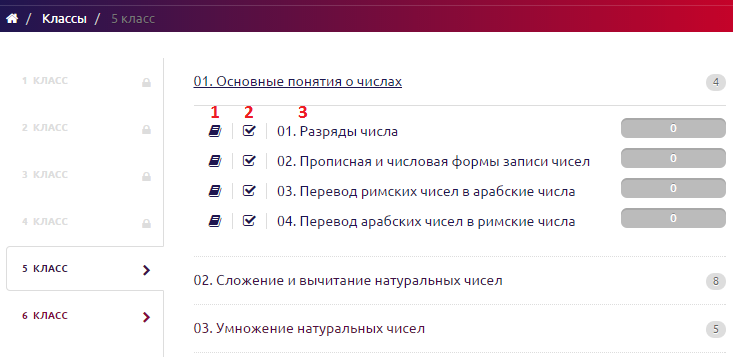 / Классы / 5 класс
1 КЛАСС
2 КЛАСС
3 КЛАСС
4 КЛАСС
5 КЛАСС
6 КЛАСС
01. Основные понятия о числах 4
1 2 3
01. Разряды числа 0
02. Прописная и числовая формы записи чисел 0
03. Перевод римских чисел в арабские числа 0
04. Перевод арабских чисел в римские числа 0
02. Сложение и вычитание натуральных чисел 8
03. Умножение натуральных чисел 5